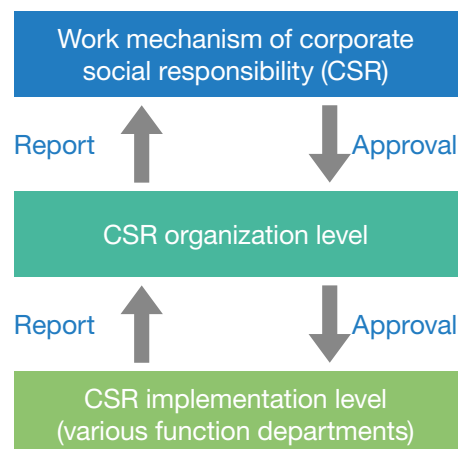 Work mechanism of corporate
social responsibility (CSR)
Report
Approval
CSR organization level
Report
Approval
CSR implementation level
(various function departments)